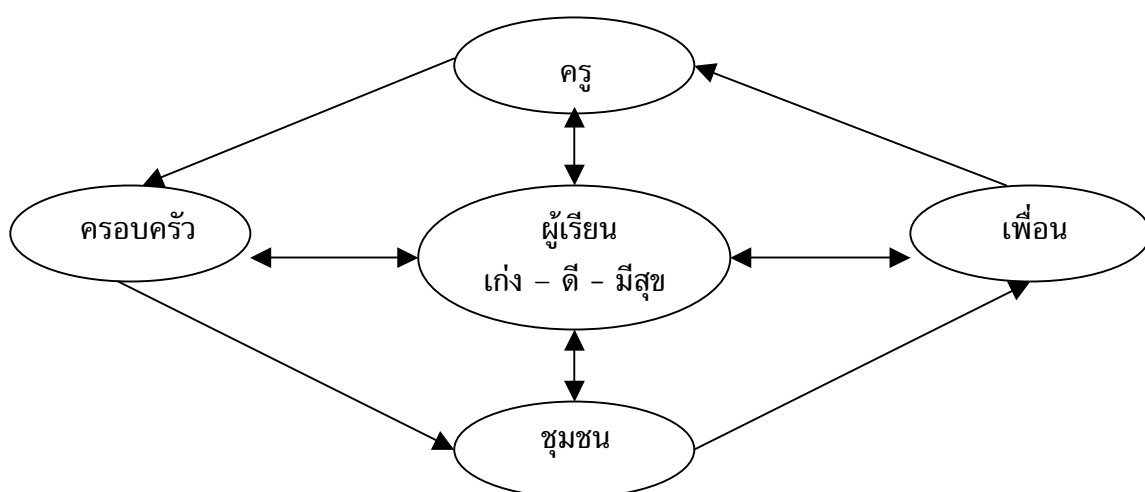 ครู
ครอบครัว
ผู้เรียน
เก่ง – ดี - มีสุข
เพื่อน
ชุมชน